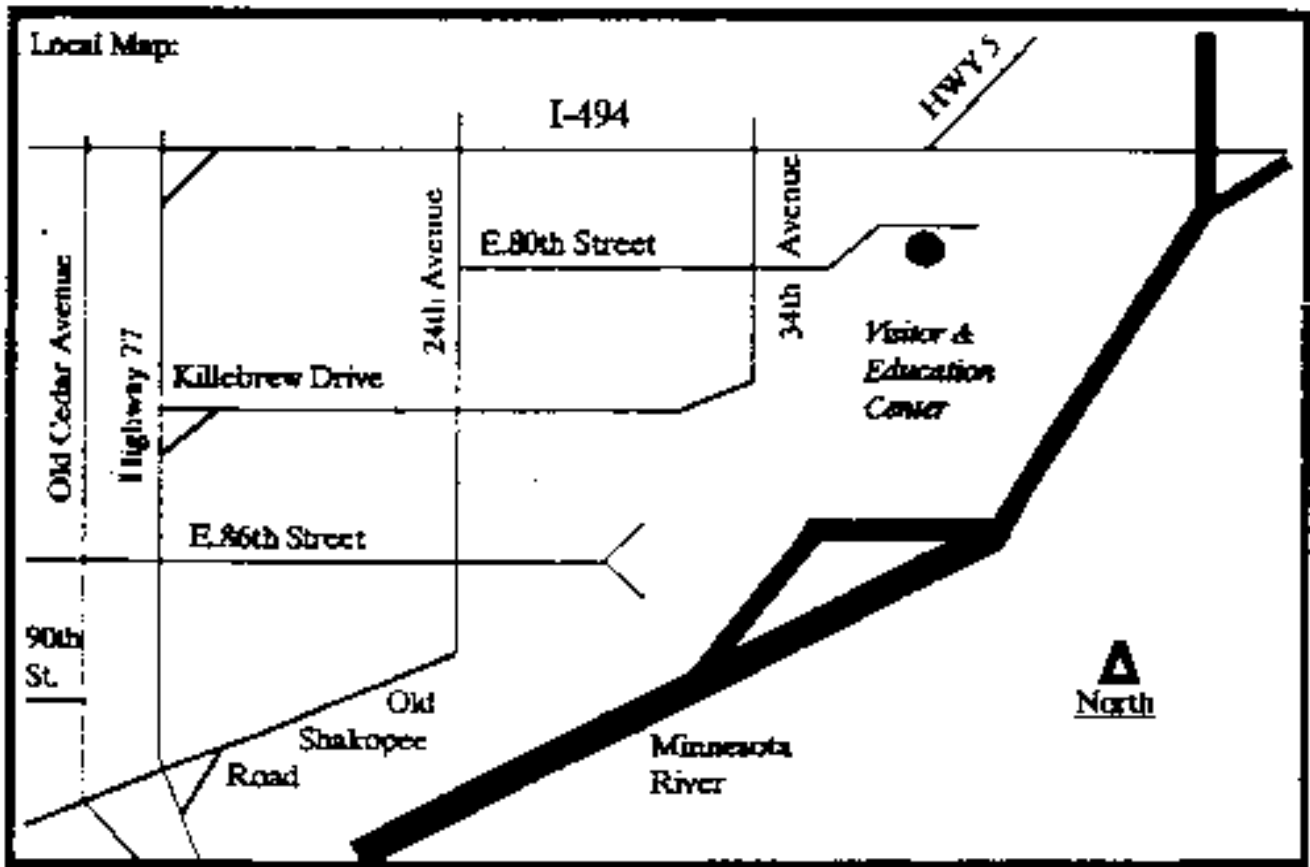 Local Map:
I-494
HWY 5
Old Cedar Avenue
Highway 77
24th Avenue
E.80th Street
34th Avenue
Killebrew Drive
Visitor &
Education
Center
E.86th Street
90th
St.
Old
Shakopee
Road
Minnesota
River
North